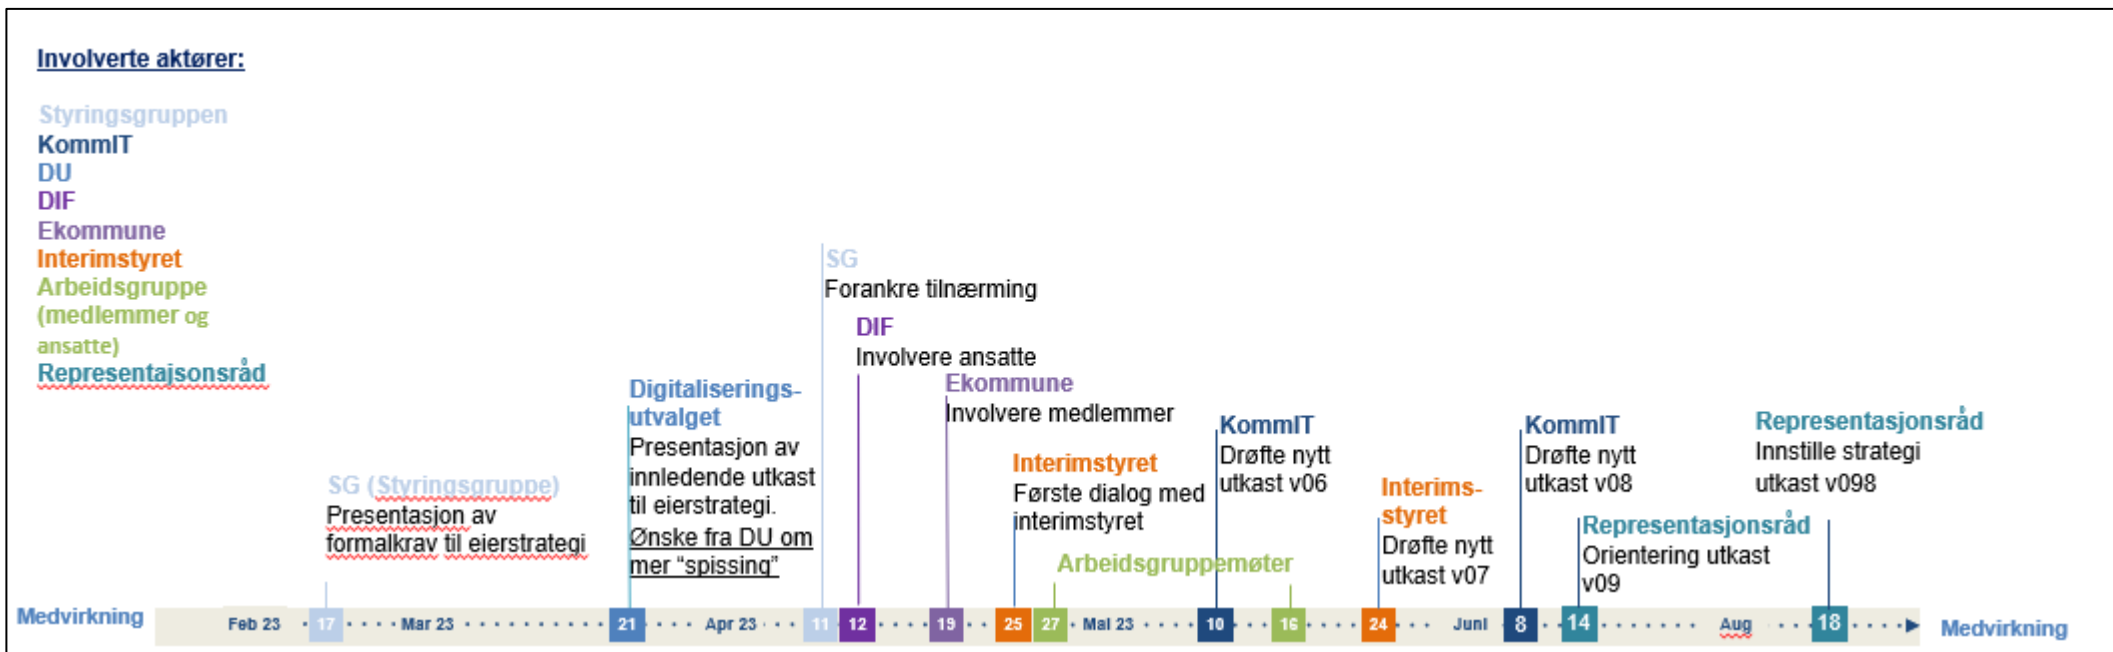 Involverte aktører:
Styringsgruppen
KommIT
DU
DIF
Ekommune
Interimstyret
Arbeidsgruppe
(medlemmer og
ansatte)
Representajsonsråd
SG (Styringsgruppe)
Presentasjon av
formalkrav til eierstrategi
Digitaliserings-
utvalget
Presentasjon av
innledende utkast
til eierstrategi.
Ønske fra DU om
mer “spissing”
SG
Forankre tilnærming
DIF
Involvere ansatte
Ekommune
Involvere medlemmer
Interimstyret
Første dialog med
interimstyret
Arbeidsgruppemøter
KommIT
Drøfte nytt
utkast v06
Interims-
styret
Drøfte nytt
utkast v07
KommIT
Drøfte nytt
utkast v08
Representasjonsråd
Orientering utkast
v09
Representasjonsråd
Innstille strategi
utkast v098
Medvirkning Feb 23 17 Mar 23 21 Apr 23 11 12 19 25 27 Mai 23 10 16 24 Juni 8 14 Aug 18 Medvirkning